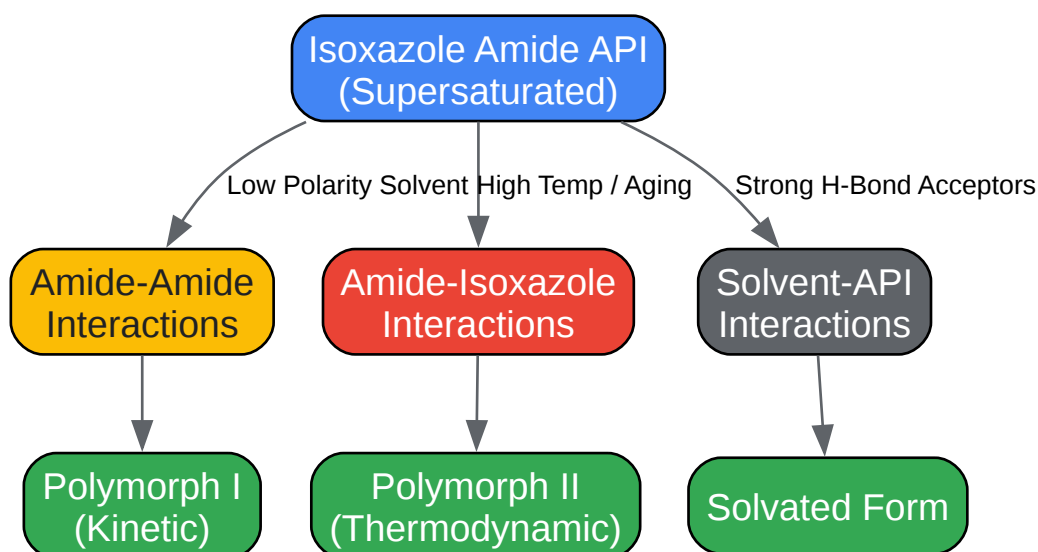 Isoxazole Amide API
(Supersaturated)
Low Polarity Solvent
High Temp / Aging
Strong H-Bond Acceptors
Amide-Amide
Interactions
Amide-Isoxazole
Interactions
Solvent-API
Interactions
Polymorph I
(Kinetic)
Polymorph II
(Thermodynamic)
Solvated Form